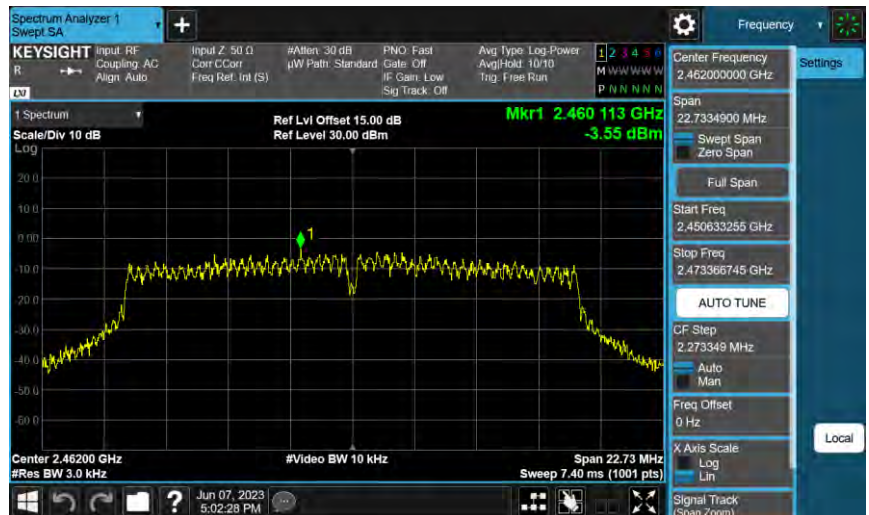 Spectrum Analyzer 1
Swept SA
+
Frequency
KEYSIGHT
R
LXI
Input: RF
Coupling: AC
Align: Auto
Input Z: 50 Ω
Corr CCorr
Freq Ref: Int (S)
#Atten: 30 dB
µW Path: Standard
PNO: Fast
Gate: Off
IF Gain: Low
Sig Track: Off
Avg Type: Log-Power
Avg|Hold: 10/10
Trig: Free Run
1 2 3 4 5 6
M W W W W W
P N N N N N
Settings
Center Frequency
2.462000000 GHz
Span
22.7334900 MHz
Swept Span
Zero Span
Full Span
Start Freq
2.450633255 GHz
Stop Freq
2.473366745 GHz
AUTO TUNE
CF Step
2.273349 MHz
Auto
Man
Freq Offset
0 Hz
X Axis Scale
Log
Lin
Signal Track
(Span Zoom)
Local
1 Spectrum
Scale/Div 10 dB
Ref Lvl Offset 15.00 dB
Ref Level 30.00 dBm
Mkr1 2.460 113 GHz
-3.55 dBm
Log
20.0
10.0
0.00
-10.0
-20.0
-30.0
-40.0
-50.0
-60.0
1
Center 2.46200 GHz
#Res BW 3.0 kHz
#Video BW 10 kHz
Span 22.73 MHz
Sweep 7.40 ms (1001 pts)
?
Jun 07, 2023
5:02:28 PM